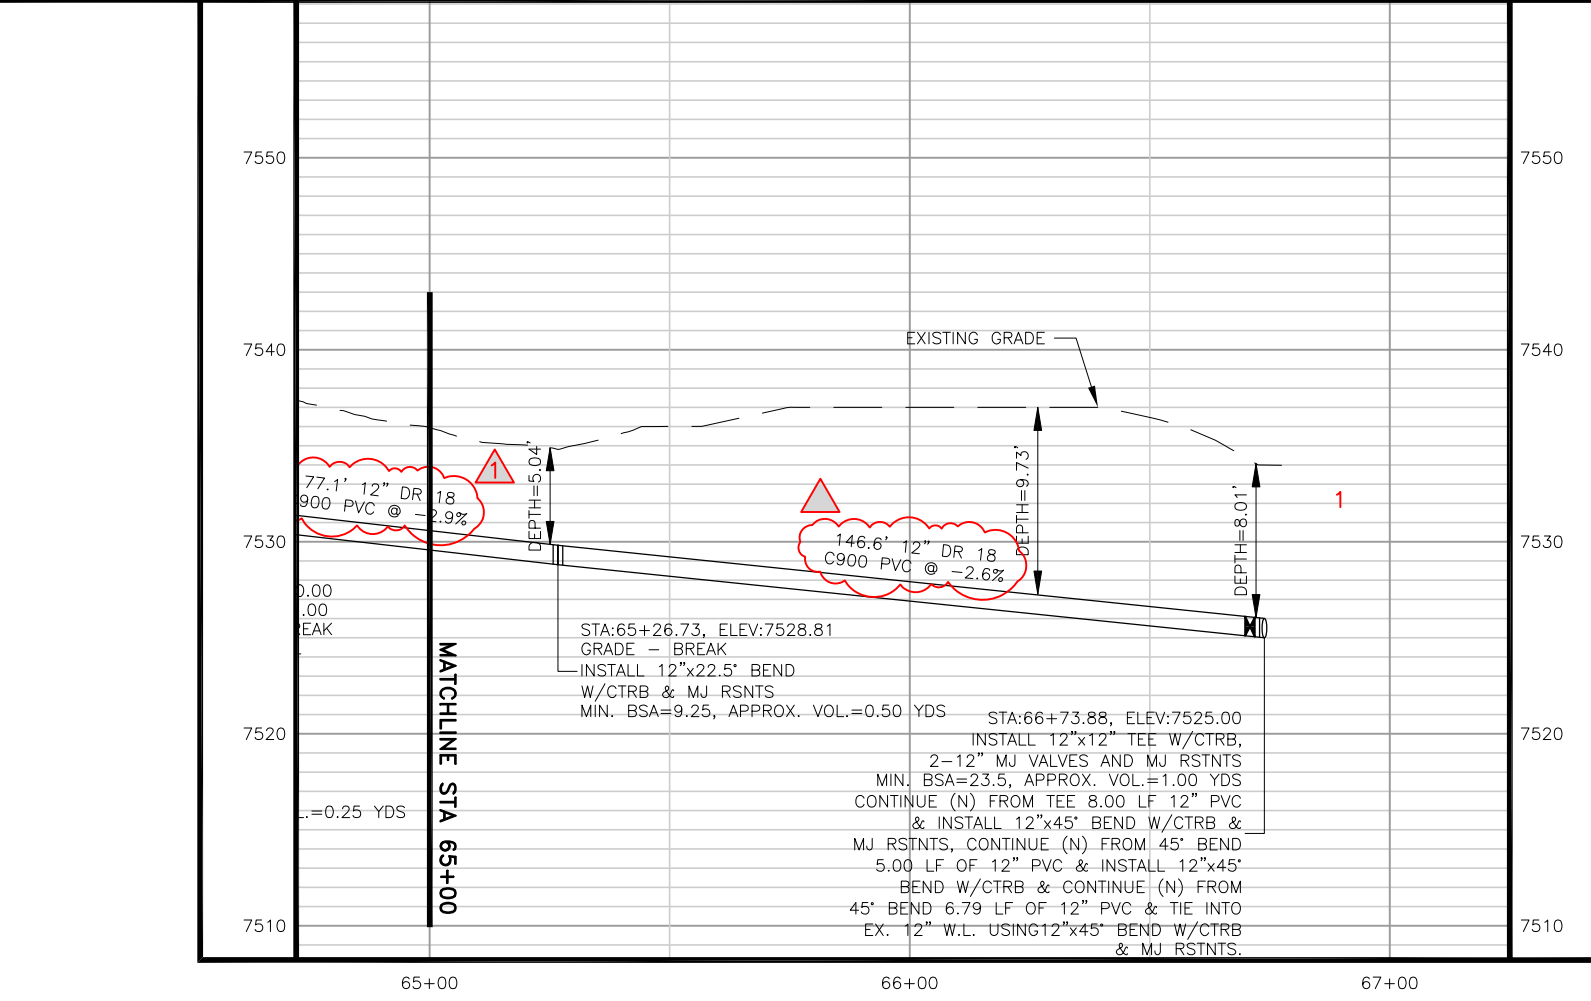 7550
7550
7540
7540
EXISTING GRADE
DEPTH=5.04'
DEPTH=9.73'
DEPTH=8.01'
1
1
77.1' 12" DR 18
900 PVC @ -2.9%
146.6' 12" DR 18
C900 PVC @ -2.6%
7530
7530
0.00
.00
EAK
STA:65+26.73, ELEV:7528.81
GRADE - BREAK
INSTALL 12"x22.5° BEND
W/CTRB & MJ RSNTS
MIN. BSA=9.25, APPROX. VOL.=0.50 YDS
MATCHLINE STA 65+00
7520
7520
STA:66+73.88, ELEV:7525.00
INSTALL 12"x12" TEE W/CTRB,
2-12" MJ VALVES AND MJ RSTNTS
MIN. BSA=23.5, APPROX. VOL.=1.00 YDS
CONTINUE (N) FROM TEE 8.00 LF 12" PVC
& INSTALL 12"x45° BEND W/CTRB &
MJ RSTNTS, CONTINUE (N) FROM 45° BEND
5.00 LF OF 12" PVC & INSTALL 12"x45°
BEND W/CTRB & CONTINUE (N) FROM
45° BEND 6.79 LF OF 12" PVC & TIE INTO
EX. 12" W.L. USING12"x45° BEND W/CTRB
& MJ RSTNTS.
.=0.25 YDS
7510
7510
65+00
66+00
67+00